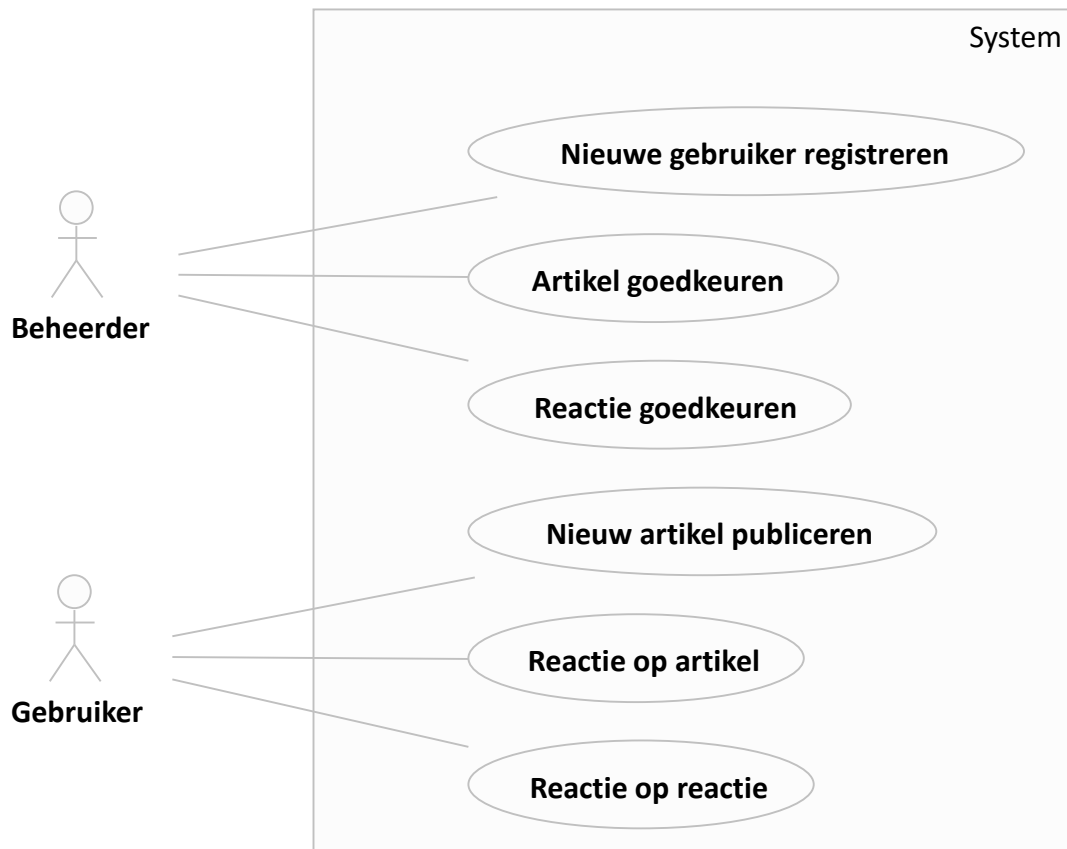 System
Nieuwe gebruiker registreren
Artikel goedkeuren
Beheerder
Reactie goedkeuren
Nieuw artikel publiceren
Reactie op artikel
Gebruiker
Reactie op reactie